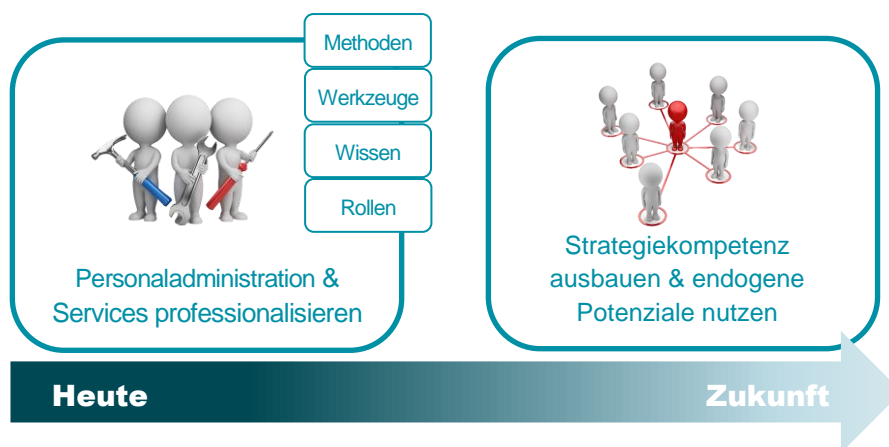 Methoden
Werkzeuge
Wissen
Rollen
Personaladministration &
Services professionalisieren
Strategiekompetenz
ausbauen & endogene
Potenziale nutzen
Heute
Zukunft